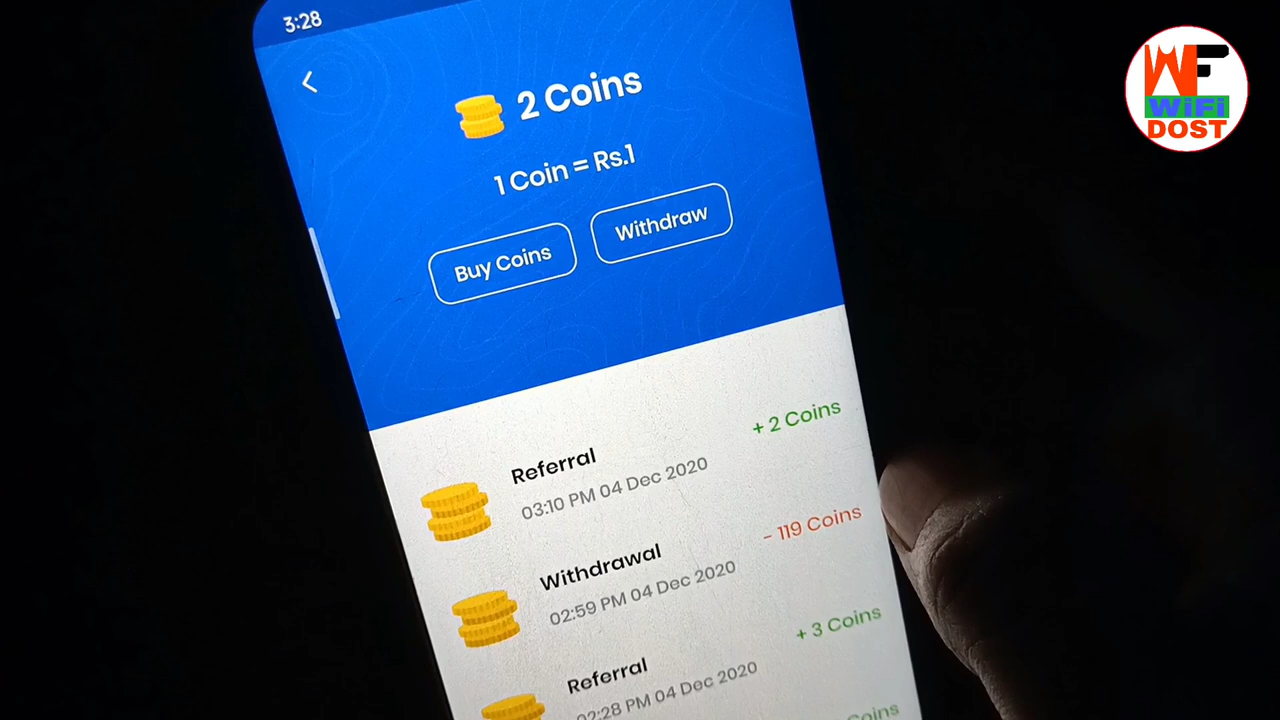 3:28
WF
WiFi
DOST
2 Coins
1 Coin = Rs.1
Buy Coins
Withdraw
Referral
+ 2 Coins
03:10 PM 04 Dec 2020
Withdrawal
- 119 Coins
02:59 PM 04 Dec 2020
Referral
+ 3 Coins
02:28 PM 04 Dec 2020
Coins